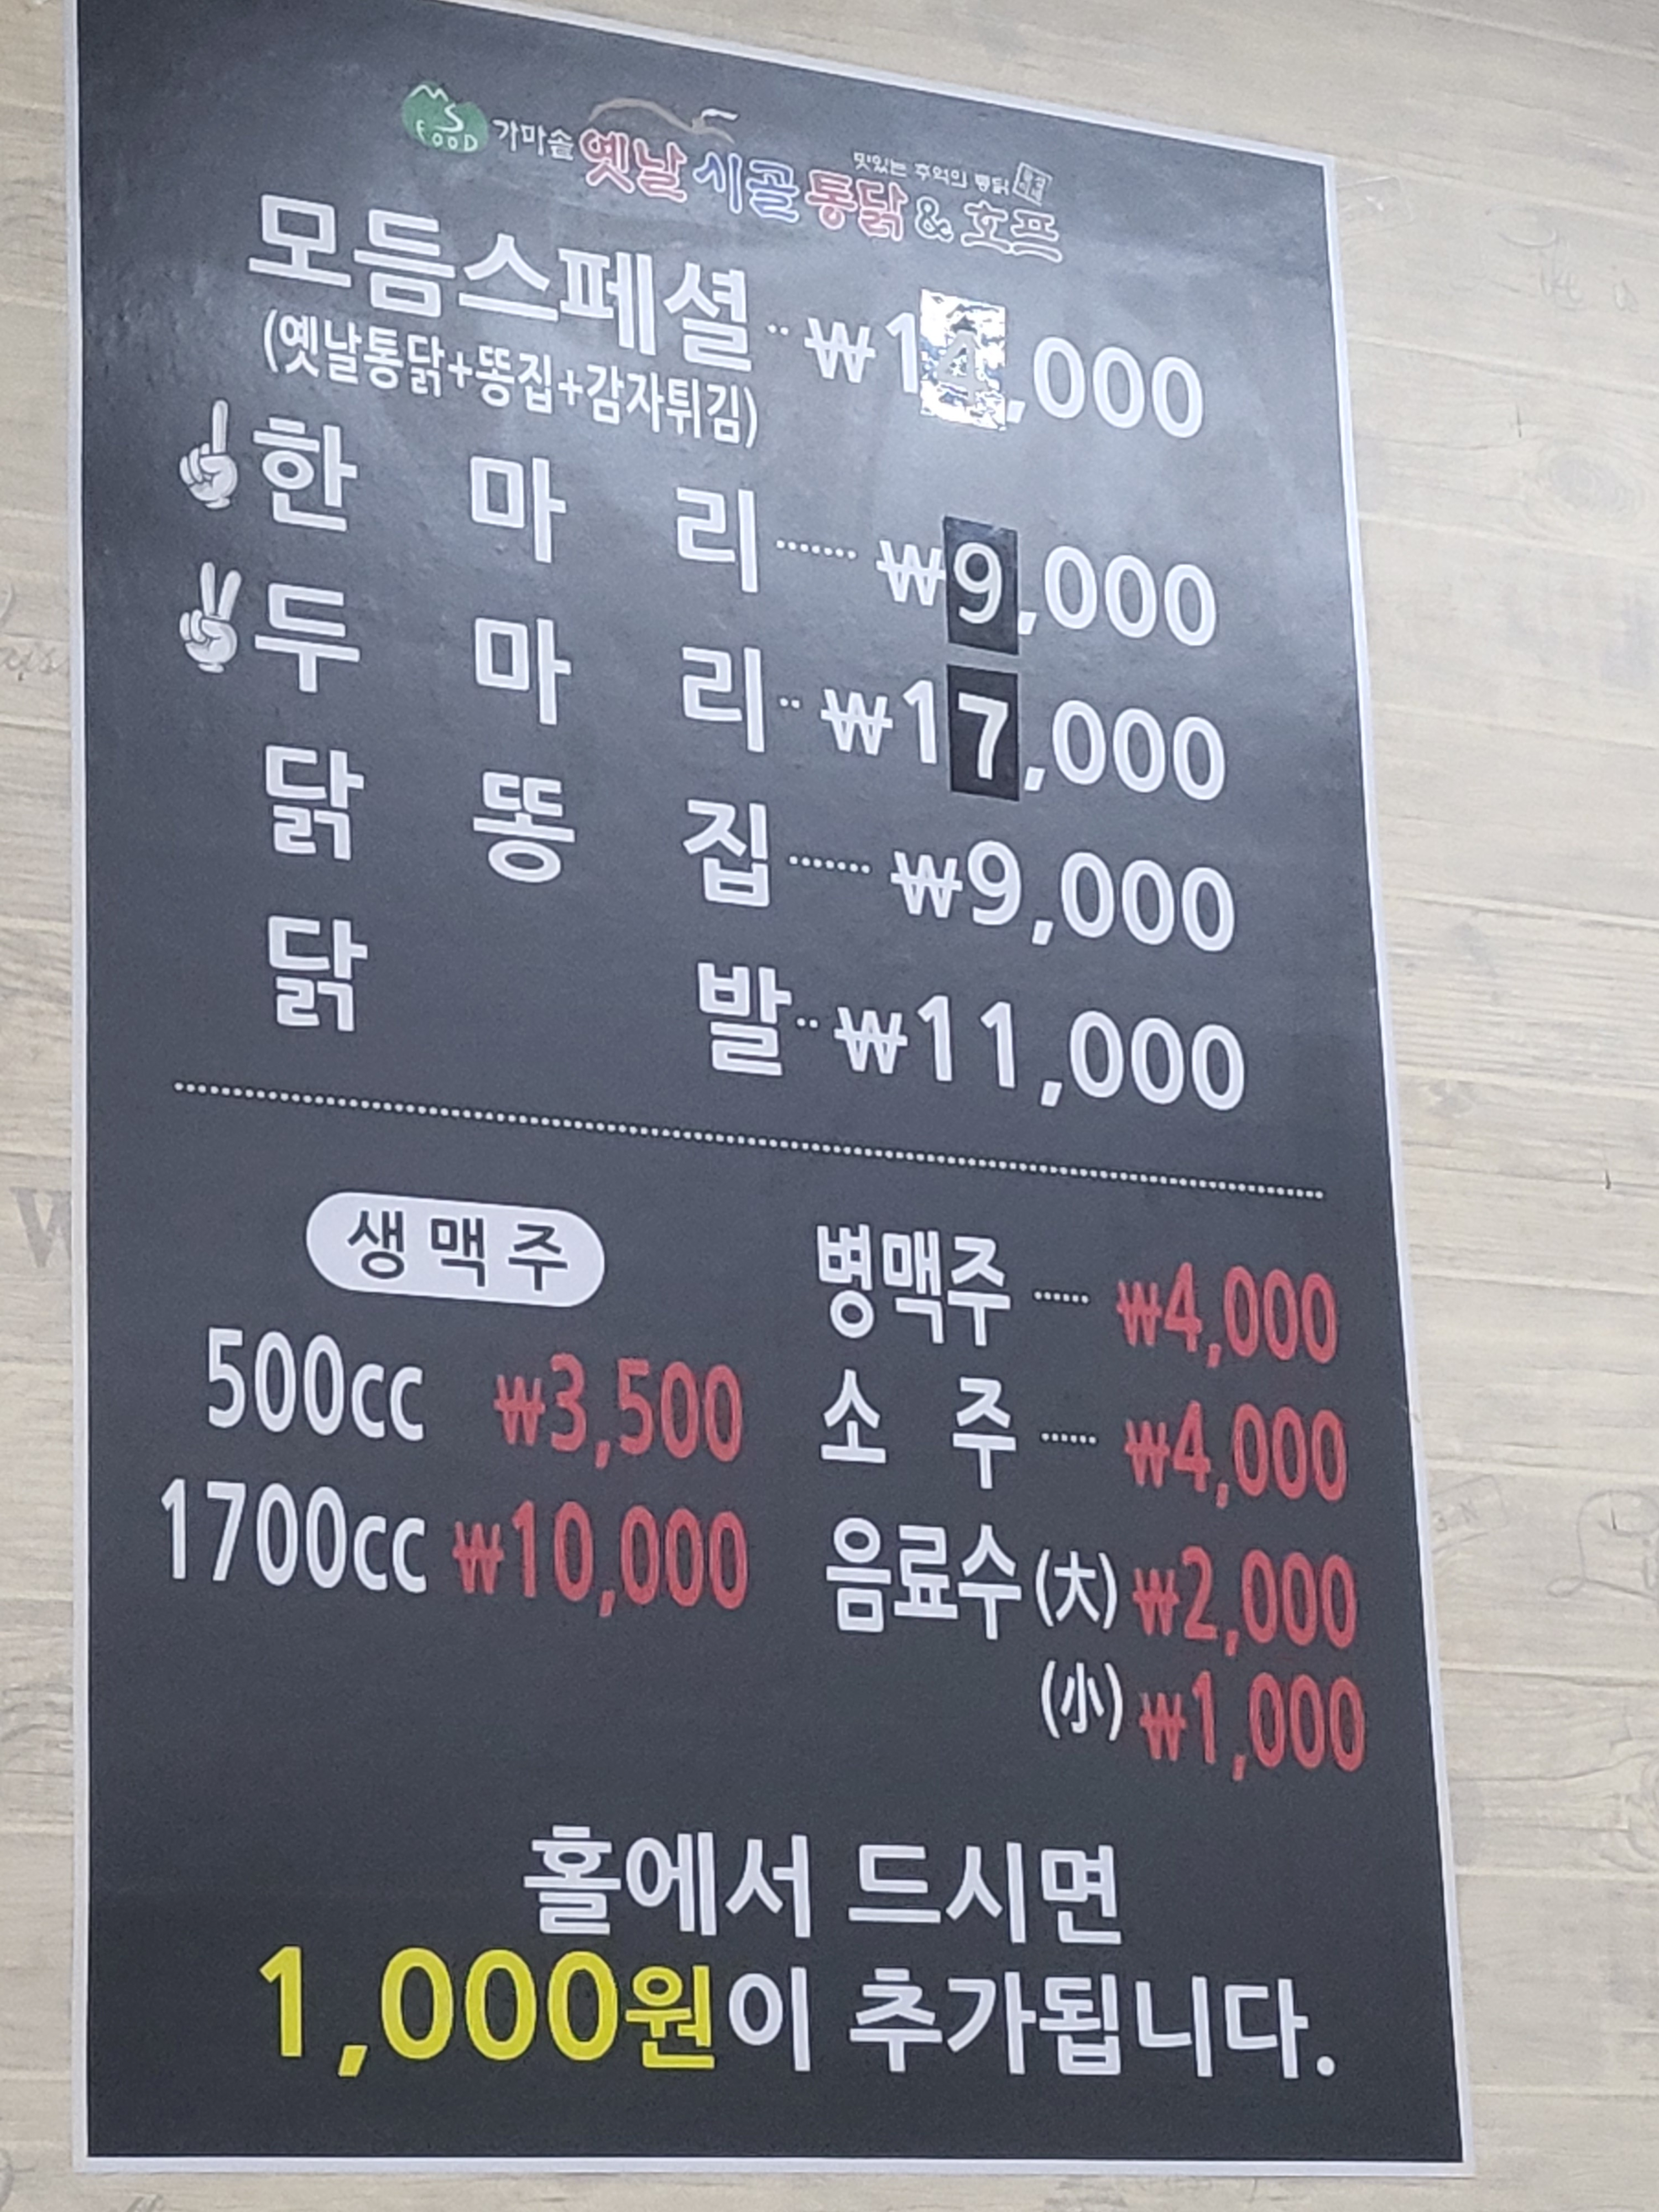 MS FOOD 가마솥 옛날 시골 통닭 & 호프
맛있는 추억의 통닭
모듬스페셜 ·· ₩14,000
(옛날통닭+똥집+감자튀김)
한 마 리 ······· ₩9,000
두 마 리 ·· ₩17,000
닭 똥 집 ······· ₩9,000
닭 발 ·· ₩11,000
생맥주
500cc ₩3,500
1700cc ₩10,000
병맥주 ······ ₩4,000
소 주 ······ ₩4,000
음료수 (大) ₩2,000
(小) ₩1,000
홀에서 드시면
1,000원이 추가됩니다.